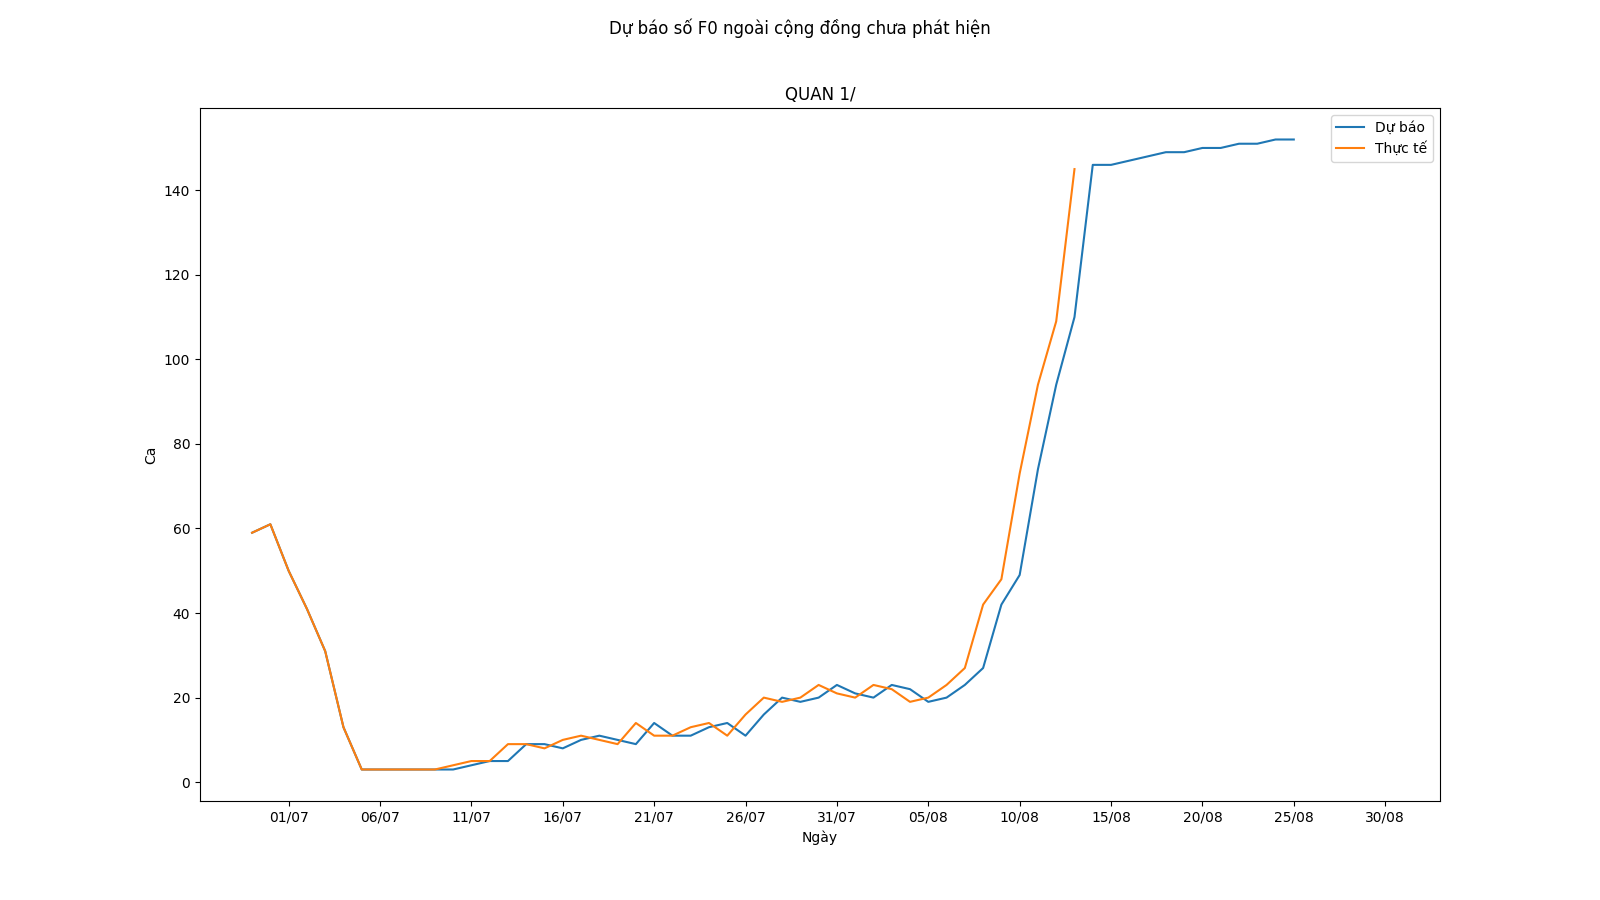 Dự báo số F0 ngoài cộng đồng chưa phát hiện
QUAN 1/
Dự báo
Thực tế
140
120
100
80
60
40
20
0
Ca
01/07 06/07 11/07 16/07 21/07 26/07 31/07 05/08 10/08 15/08 20/08 25/08 30/08
Ngày